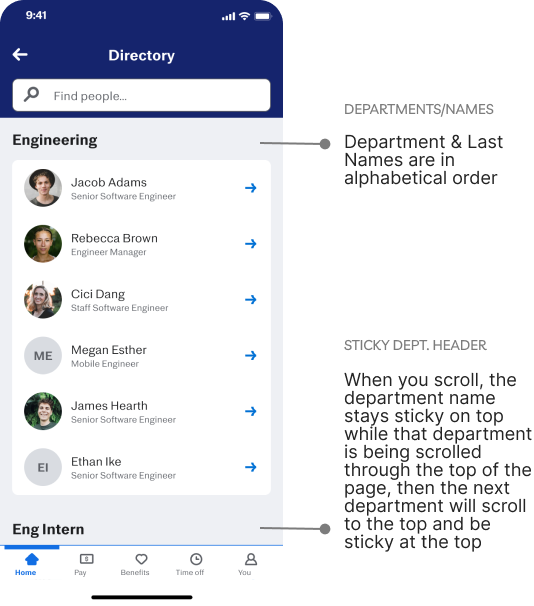 9:41
Directory
Find people...
Engineering
Jacob Adams
Senior Software Engineer
Rebecca Brown
Engineer Manager
Cici Dang
Staff Software Engineer
ME
Megan Esther
Mobile Engineer
James Hearth
Senior Software Engineer
EI
Ethan Ike
Senior Software Engineer
Eng Intern
Home
Pay
Benefits
Time off
You
DEPARTMENTS/NAMES
Department & Last
Names are in
alphabetical order
STICKY DEPT. HEADER
When you scroll, the
department name
stays sticky on top
while that department
is being scrolled
through the top of the
page, then the next
department will scroll
to the top and be
sticky at the top